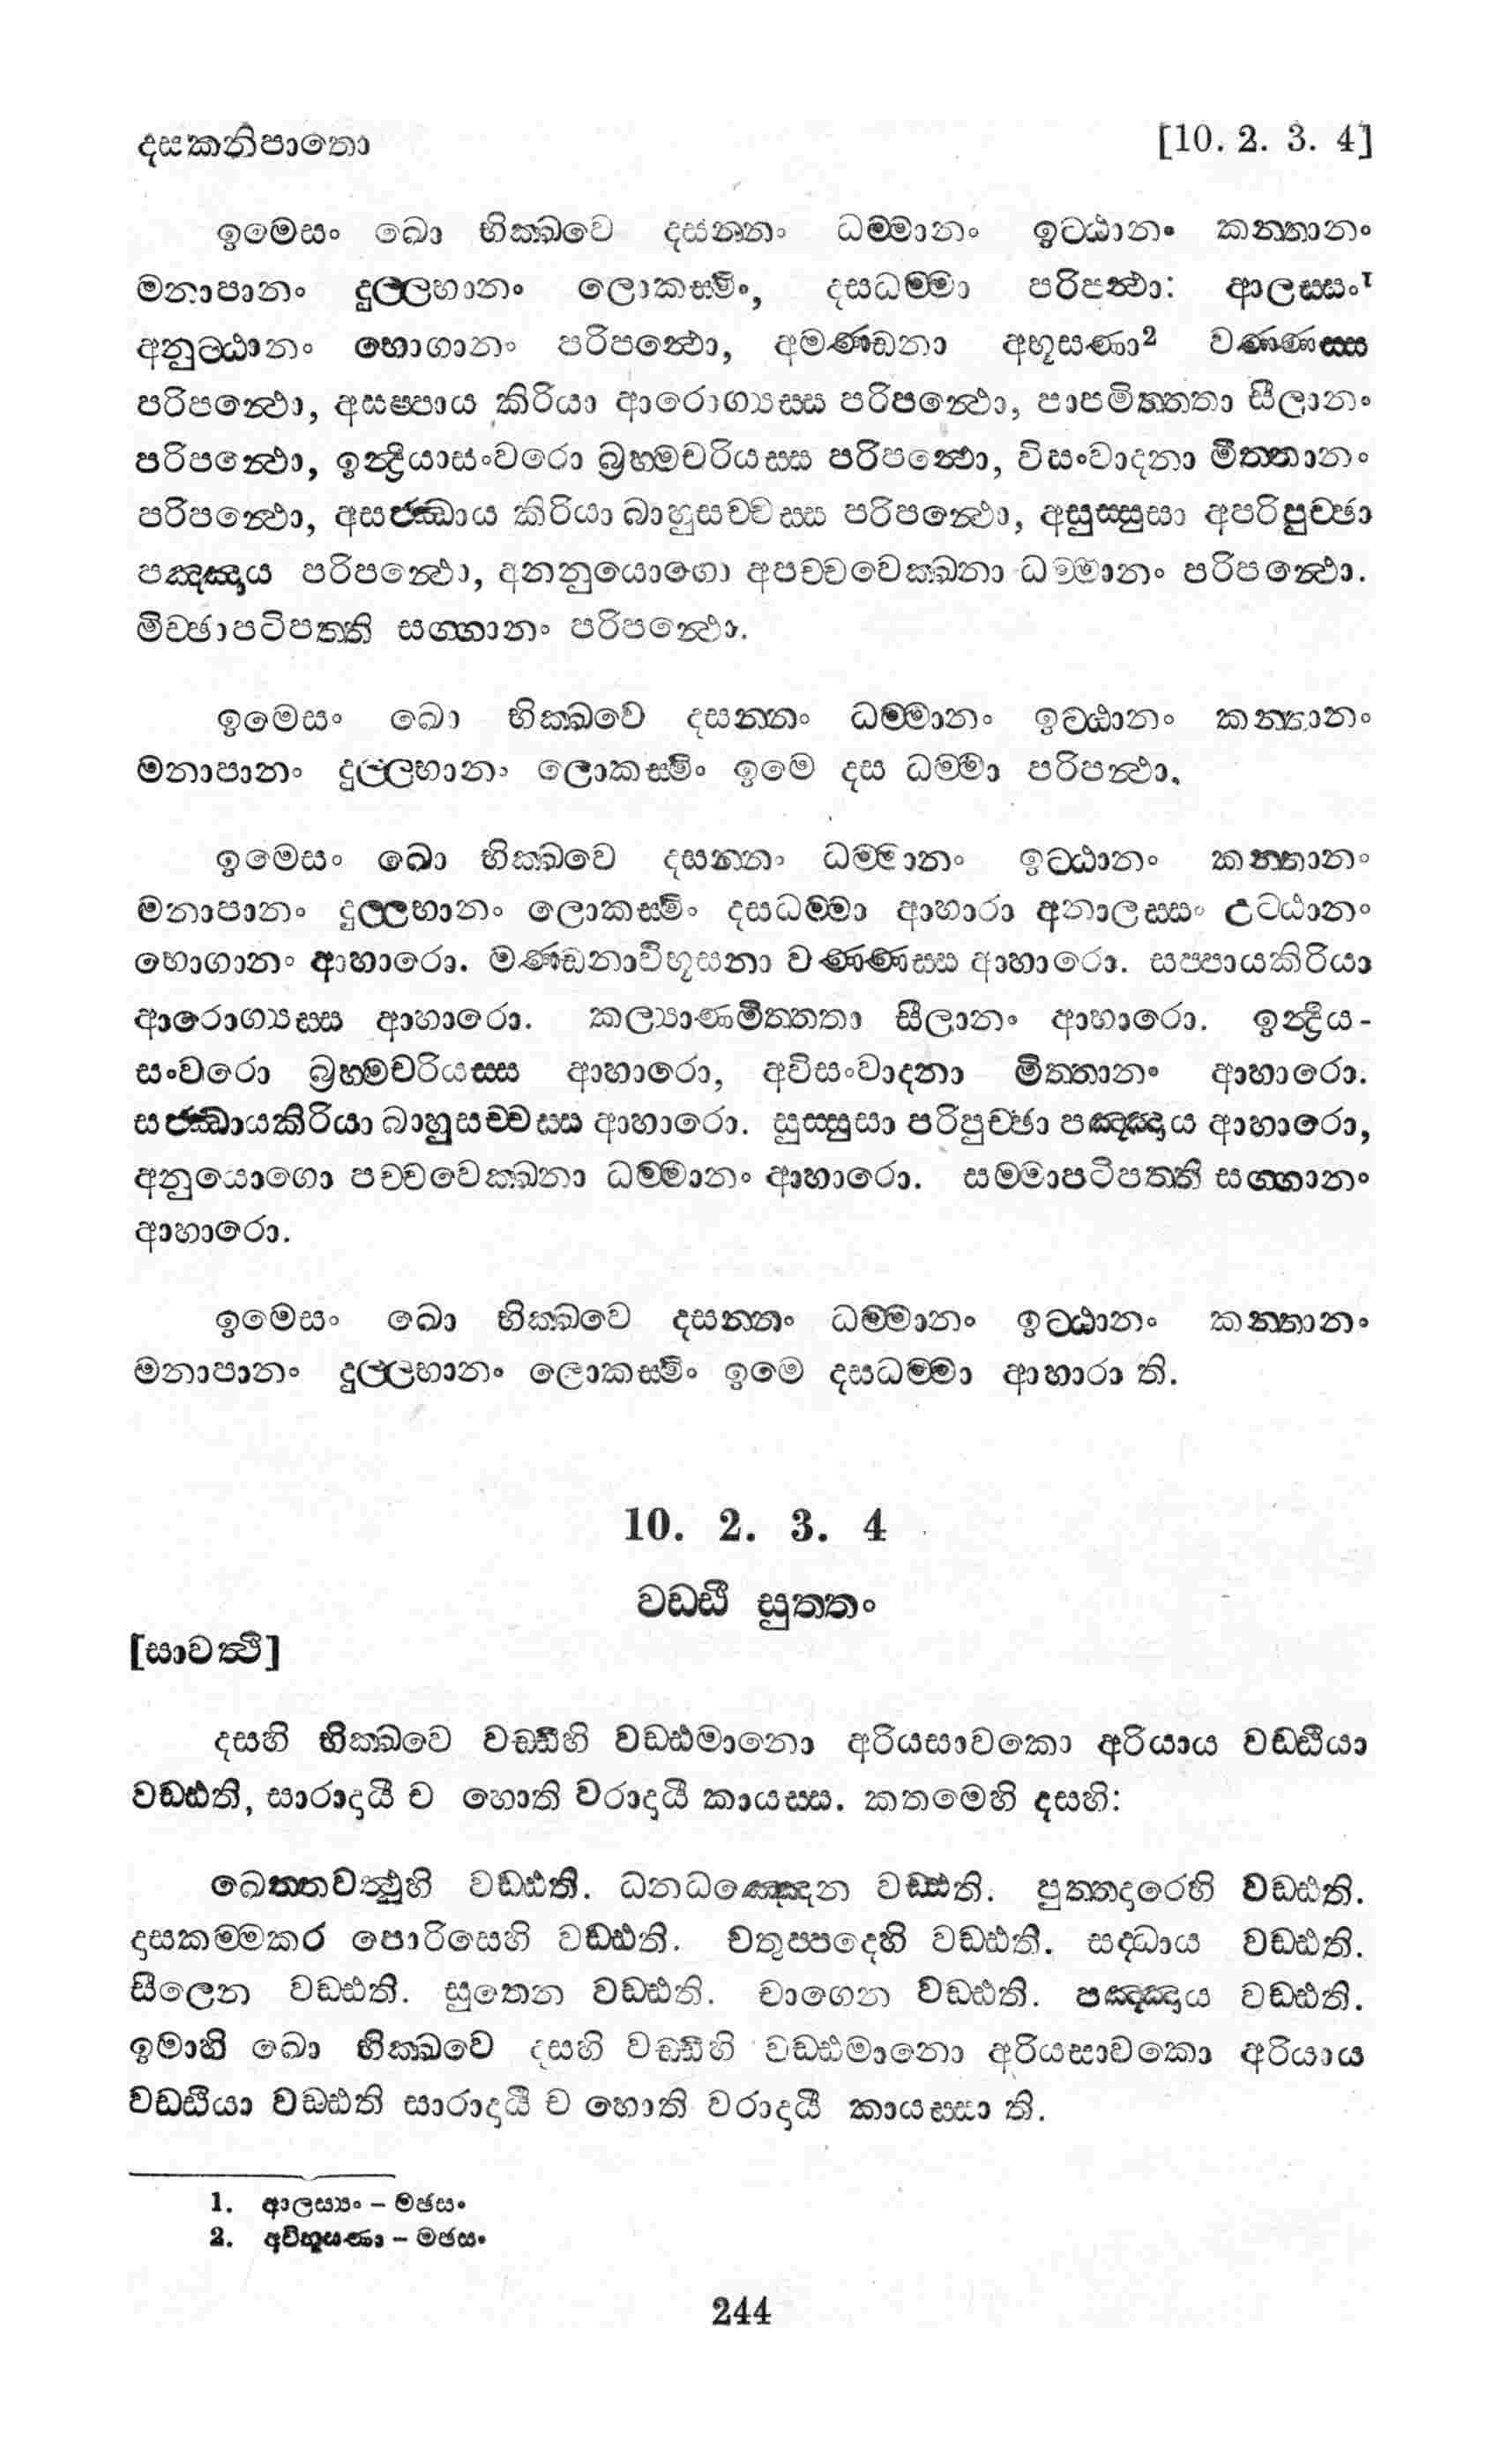 දසකනිපාතො [10. 2. 3. 4]
ඉමෙසං ඛො භික්ඛවෙ දසන්නං ධම්මානං ඉට්ඨානං කන්තානං
මනාපානං දුල්ලභානං ලොකස්මිං, දසධම්මා පරිපන්ථා: ආලස්සං1
අනුට්ඨානං භොගානං පරිපන්ථො, අමණ්ඩනා අභූසණා2 වණ්ණස්ස
පරිපන්ථො, අසප්පාය කිරියා ආරොග්‍යස්ස පරිපන්ථො, පාපමිත්තතා සීලානං
පරිපන්ථො, ඉන්ද්‍රියාසංවරො බ්‍රහ්මචරියස්ස පරිපන්ථො, විසංවාදනා මිත්තානං
පරිපන්ථො, අසජ්ඣාය කිරියා බාහුසච්චස්ස පරිපන්ථො, අසුස්සුසා අපරිපුච්ඡා
පඤ්ඤාය පරිපන්ථො, අනනුයොගො අපච්චවෙක්ඛනා ධම්මානං පරිපන්ථො.
මිච්ඡාපටිපත්ති සග්ගානං පරිපන්ථො.
ඉමෙසං ඛො භික්ඛවෙ දසන්නං ධම්මානං ඉට්ඨානං කන්තානං
මනාපානං දුල්ලභානං ලොකස්මිං ඉමෙ දස ධම්මා පරිපන්ථා.
ඉමෙසං ඛො භික්ඛවෙ දසන්නං ධම්මානං ඉට්ඨානං කන්තානං
මනාපානං දුල්ලභානං ලොකස්මිං දසධම්මා ආහාරා අනාලස්සං උට්ඨානං
භොගානං ආහාරො. මණ්ඩනාවිභූසනා වණ්ණස්ස ආහාරො. සප්පායකිරියා
ආරොග්‍යස්ස ආහාරො. කල්‍යාණමිත්තතා සීලානං ආහාරො. ඉන්ද්‍රිය-
සංවරො බ්‍රහ්මචරියස්ස ආහාරො, අවිසංවාදනා මිත්තානං ආහාරො.
සජ්ඣායකිරියා බාහුසච්චස්ස ආහාරො. සුස්සුසා පරිපුච්ඡා පඤ්ඤාය ආහාරො,
අනුයොගො පච්චවෙක්ඛනා ධම්මානං ආහාරො. සම්මාපටිපත්ති සග්ගානං
ආහාරො.
ඉමෙසං ඛො භික්ඛවෙ දසන්නං ධම්මානං ඉට්ඨානං කන්තානං
මනාපානං දුල්ලභානං ලොකස්මිං ඉමෙ දසධම්මා ආහාරා ති.
10. 2. 3. 4
වඩ්ඪි සුත්තං
[සාවත්ථි]
දසහි භික්ඛවෙ වඩ්ඪීහි වඩ්ඪමානො අරියසාවකො අරියාය වඩ්ඪියා
වඩ්ඪති, සාරාදායී ච හොති වරාදායී කායස්ස. කතමෙහි දසහි:
ඛෙත්තවත්ථූහි වඩ්ඪති. ධනධඤ්ඤෙන වඩ්ඪති. පුත්තදාරෙහි වඩ්ඪති.
දාසකම්මකර පොරිසෙහි වඩ්ඪති. චතුප්පදෙහි වඩ්ඪති. සද්ධාය වඩ්ඪති.
සීලෙන වඩ්ඪති. සුතෙන වඩ්ඪති. චාගෙන වඩ්ඪති. පඤ්ඤාය වඩ්ඪති.
ඉමාහි ඛො භික්ඛවෙ දසහි වඩ්ඪීහි වඩ්ඪමානො අරියසාවකො අරියාය
වඩ්ඪියා වඩ්ඪති සාරාදායී ච හොති වරාදායී කායස්සා ති.
1. ආලස්‍යං – මඡසං
2. අවිභූසණා – මඡසං
244